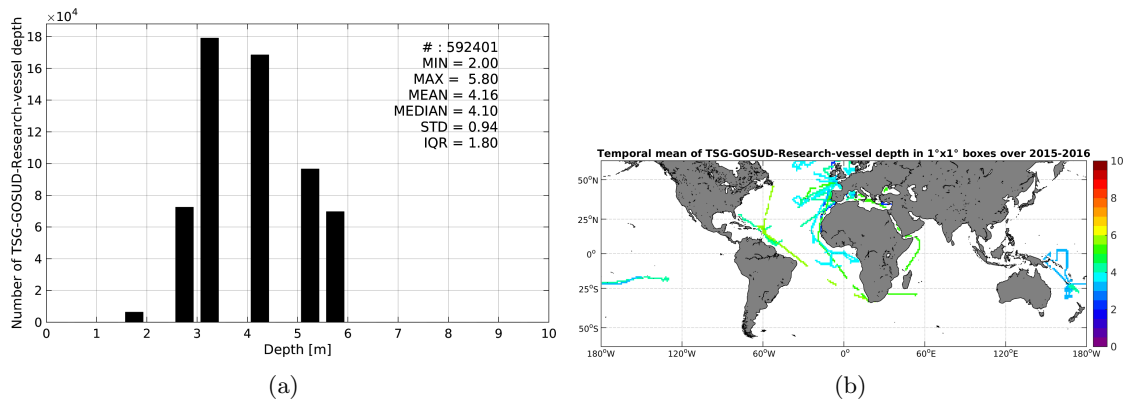 ×10⁴
18
16
14
12
10
8
6
4
2
0
Number of TSG-GOSUD-Research-vessel depth
# : 592401
MIN = 2.00
MAX = 5.80
MEAN = 4.16
MEDIAN = 4.10
STD = 0.94
IQR = 1.80
0 1 2 3 4 5 6 7 8 9 10
Depth [m]
(a)
Temporal mean of TSG-GOSUD-Research-vessel depth in 1°x1° boxes over 2015-2016
50°N
25°N
0°
25°S
50°S
180°W 120°W 60°W 0° 60°E 120°E 180°W
10
8
6
4
2
0
(b)